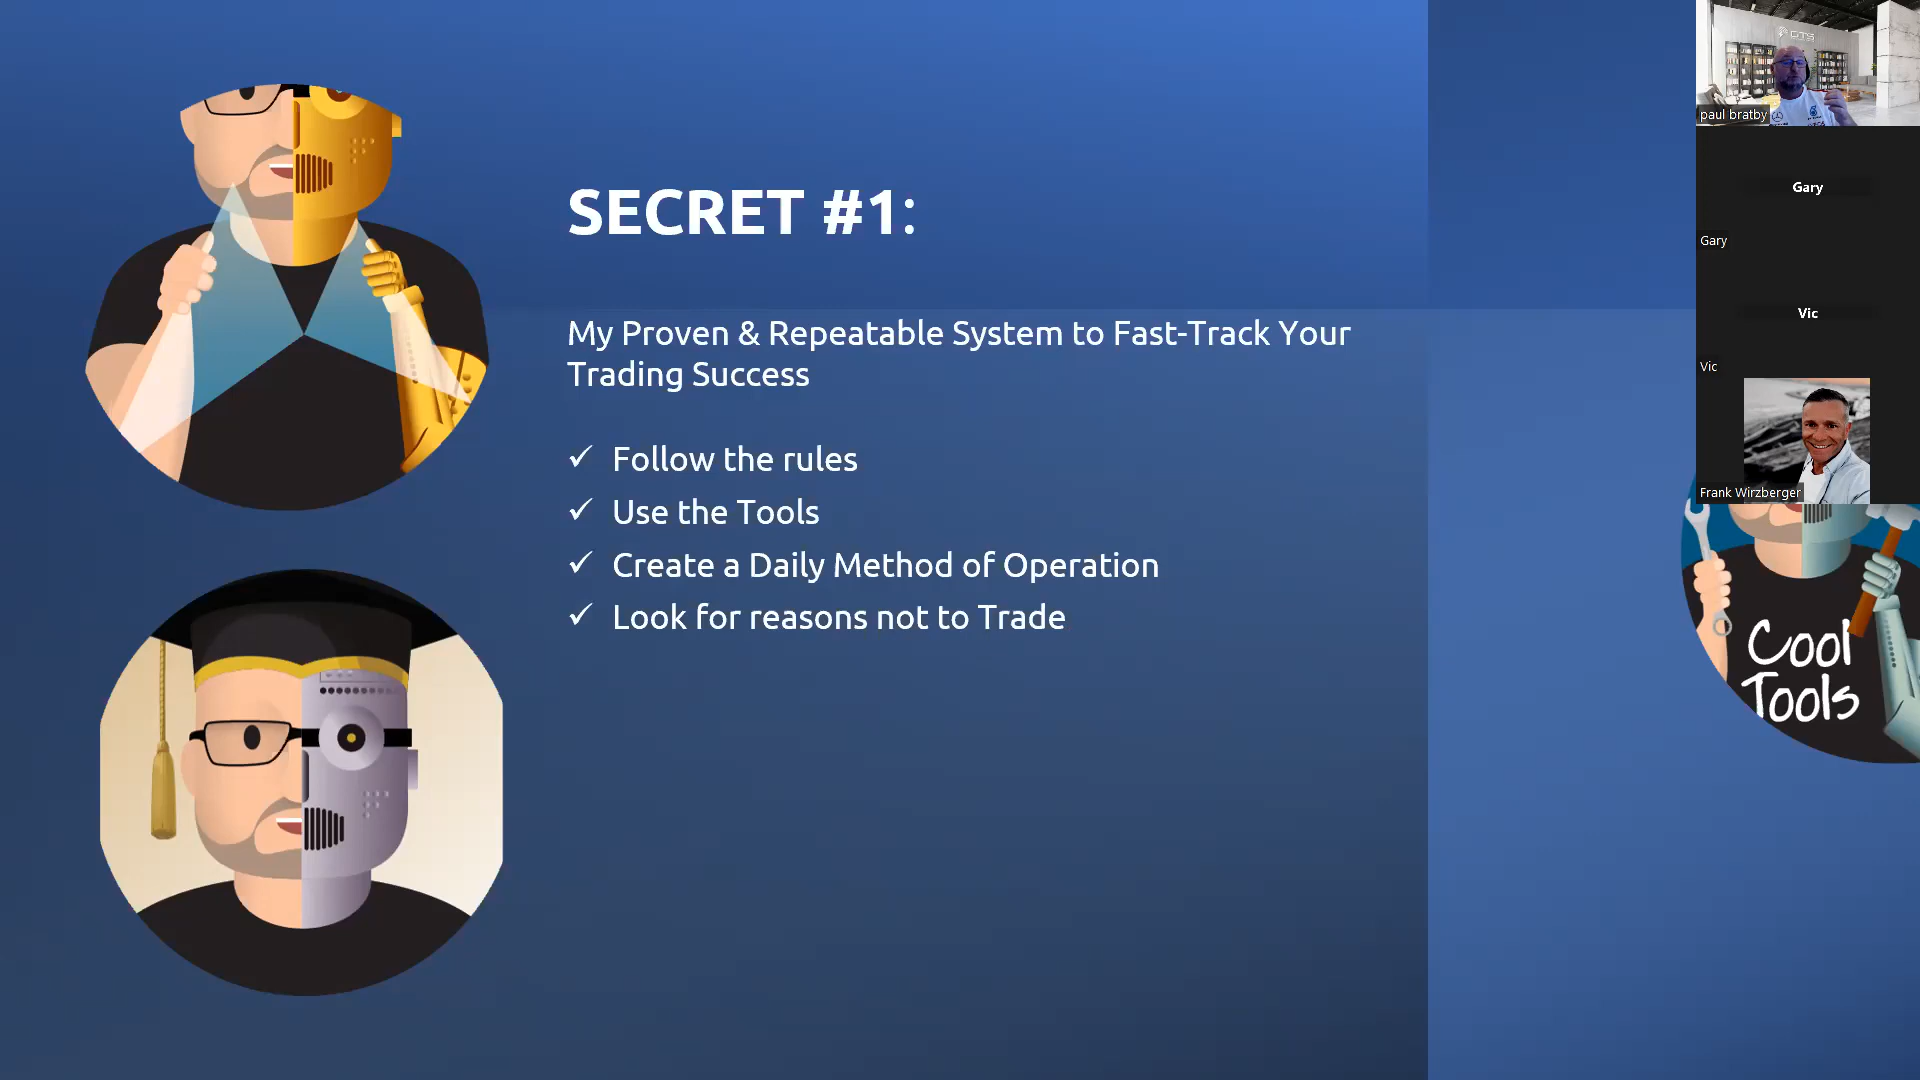 SECRET #1:
My Proven & Repeatable System to Fast-Track Your
Trading Success
✓ Follow the rules
✓ Use the Tools
✓ Create a Daily Method of Operation
✓ Look for reasons not to Trade
GTS
paul bratby
Gary
Gary
Vic
Vic
Frank Wirzberger
Cool
Tools